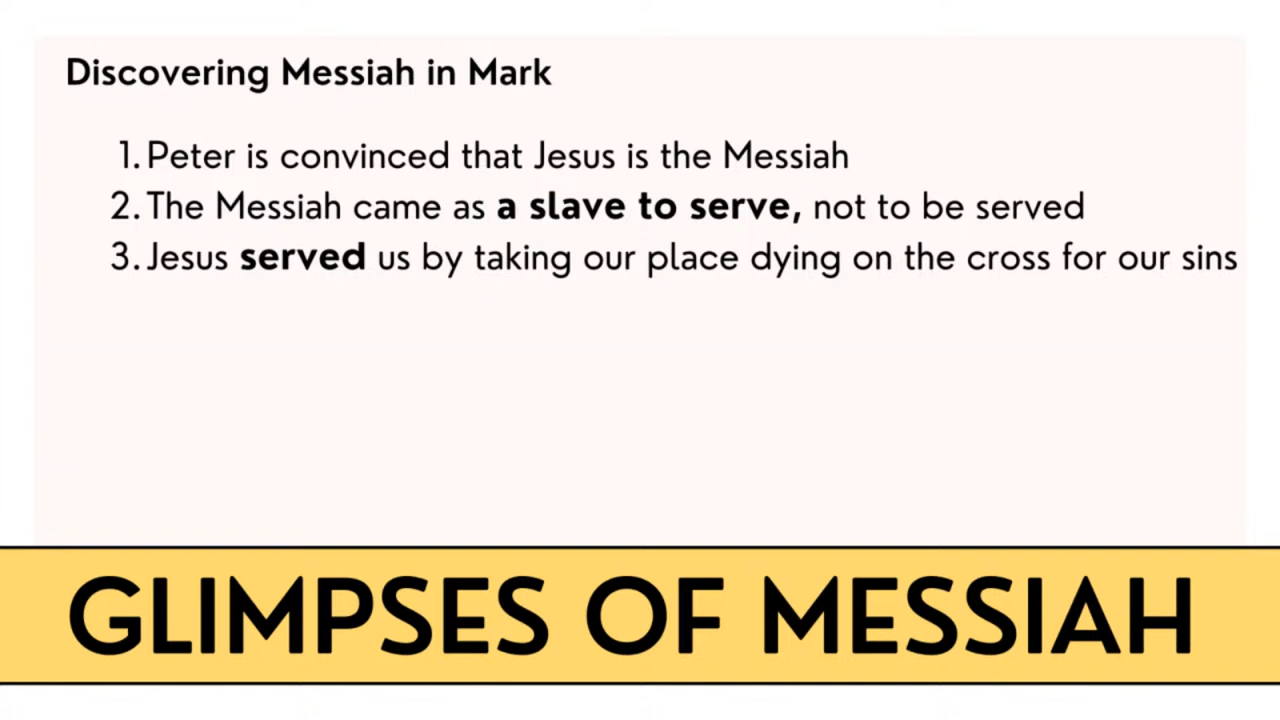 Discovering Messiah in Mark
1. Peter is convinced that Jesus is the Messiah
2. The Messiah came as a slave to serve, not to be served
3. Jesus served us by taking our place dying on the cross for our sins
GLIMPSES OF MESSIAH